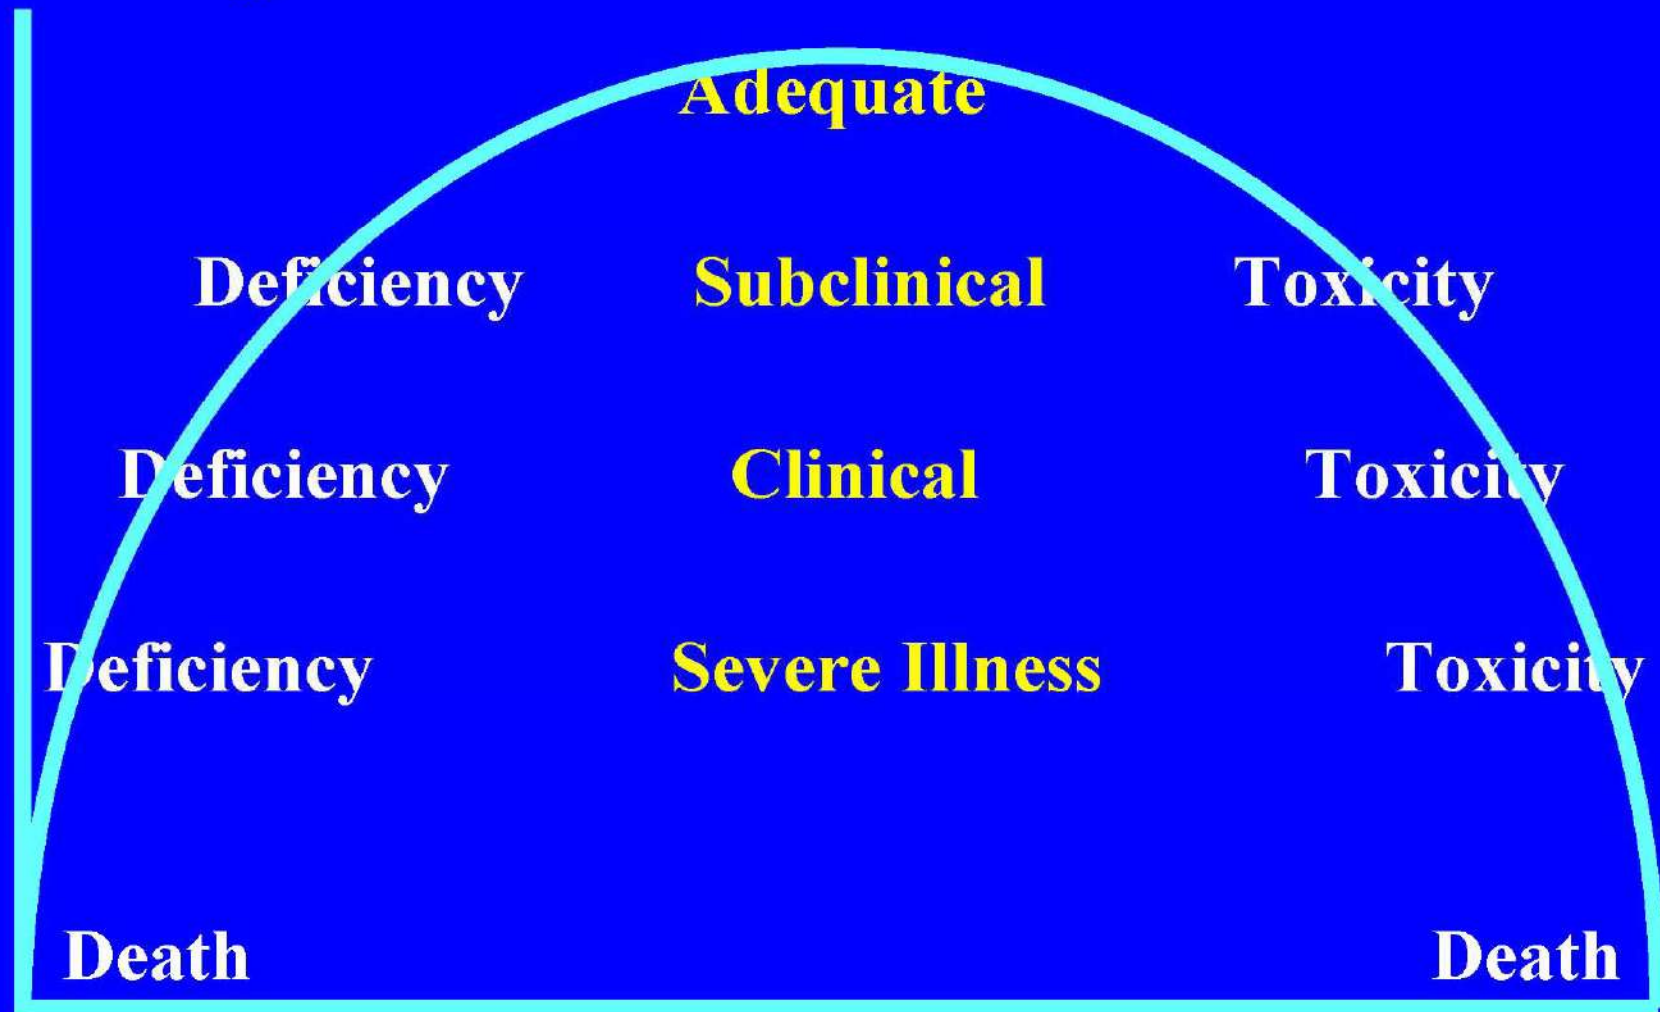 Adequate
Deficiency Subclinical Toxicity
Deficiency Clinical Toxicity
Deficiency Severe Illness Toxicity
Death Death